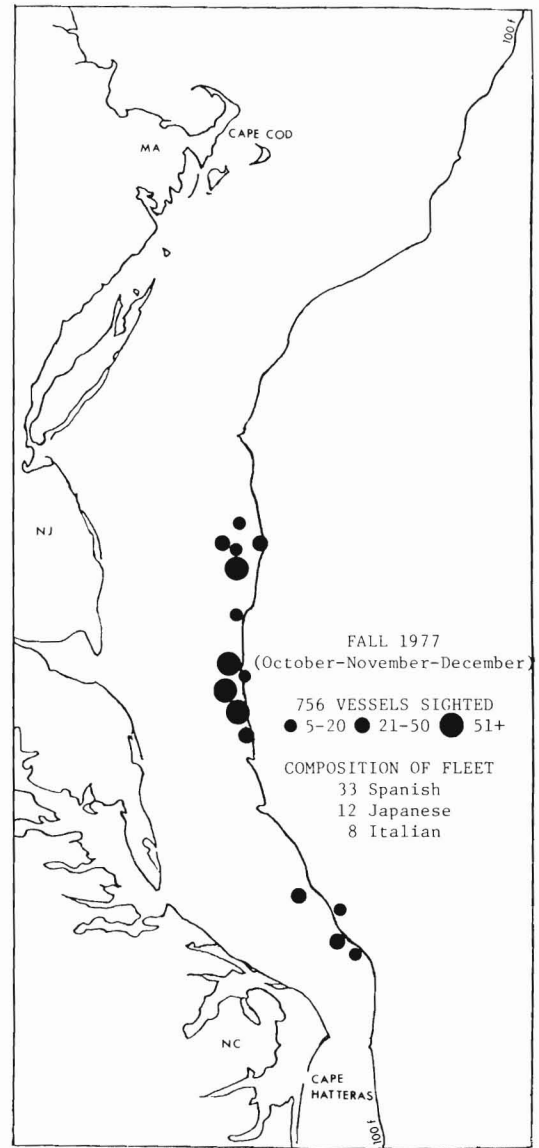 100f
CAPE COD
MA
NJ
FALL 1977
(October-November-December)
756 VESSELS SIGHTED
5-20 21-50 51+
COMPOSITION OF FLEET
33 Spanish
12 Japanese
8 Italian
NC
CAPE
HATTERAS
100f